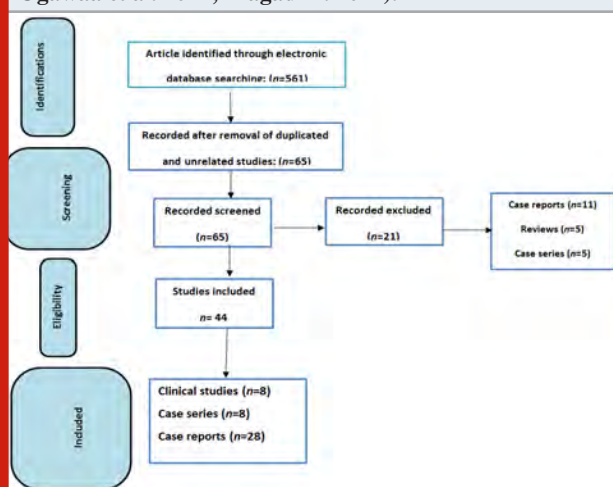 Identifications
Article identified through electronic
database searching: (n=561)
Recorded after removal of duplicated
and unrelated studies: (n=65)
Screening
Recorded screened
(n=65)
Recorded excluded
(n=21)
Case reports (n=11)
Reviews (n=5)
Case series (n=5)
Eligibility
Studies included
n= 44
Included
Clinical studies (n=8)
Case series (n=8)
Case reports (n=28)